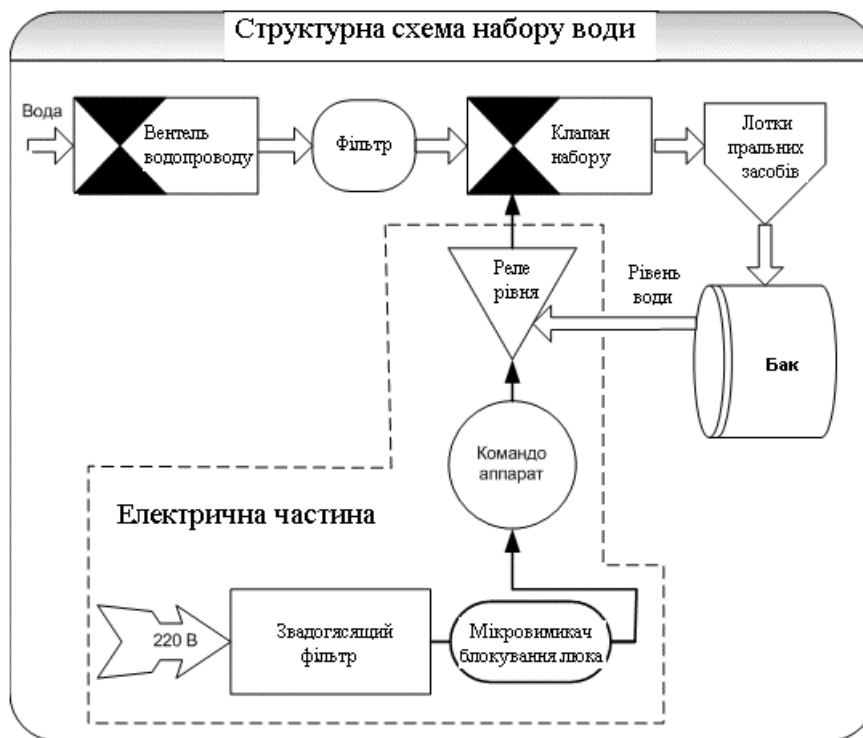 Структурна схема набору води
Вода
Вентель
водопроводу
Фільтр
Клапан
набору
Лотки
пральних
засобів
Реле
рівня
Рівень
води
Бак
Командо
аппарат
Електрична частина
220 В
Звадогясящий
фільтр
Мікровимикач
блокування люка